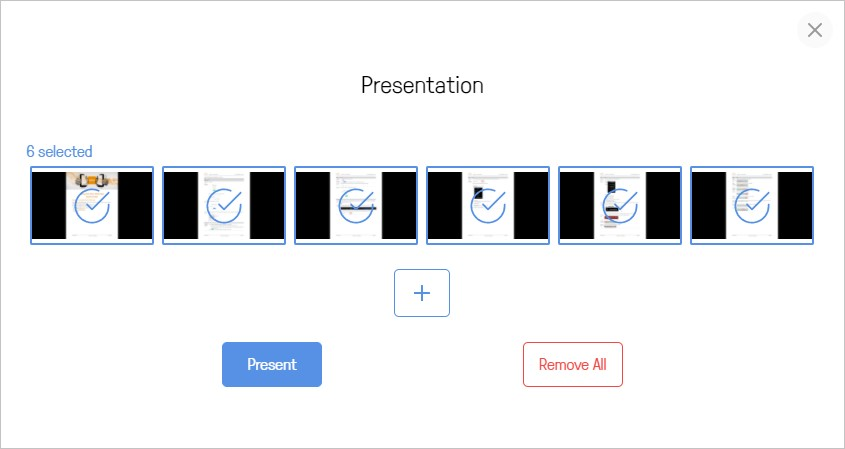 Presentation
6 selected
Present
Remove All